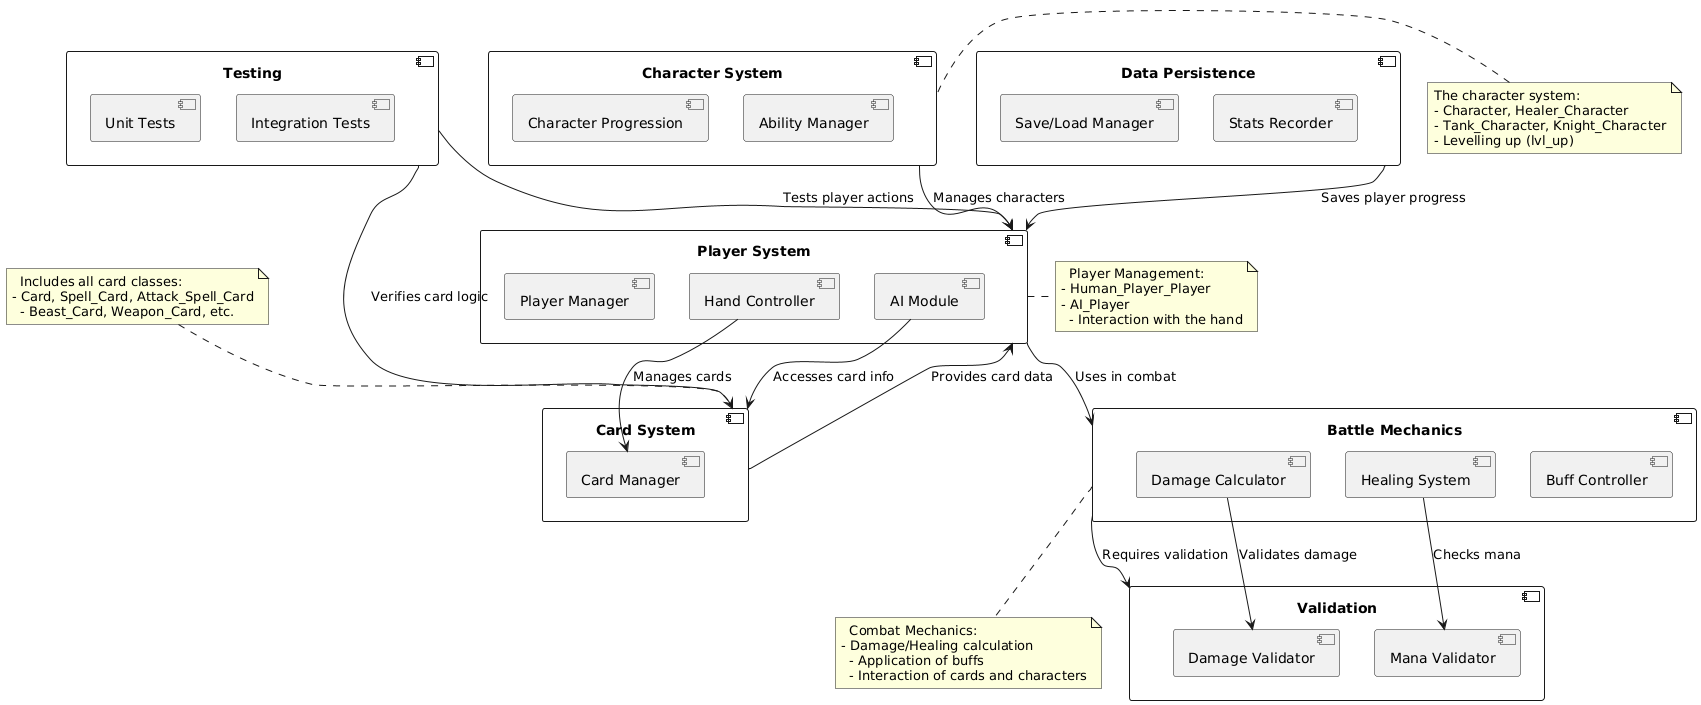 Testing
Unit Tests
Integration Tests
Character System
Character Progression
Ability Manager
Data Persistence
Save/Load Manager
Stats Recorder
The character system:
- Character, Healer_Character
- Tank_Character, Knight_Character
- Levelling up (lvl_up)
Tests player actions
Manages characters
Saves player progress
Player System
Player Manager
Hand Controller
AI Module
Includes all card classes:
- Card, Spell_Card, Attack_Spell_Card
- Beast_Card, Weapon_Card, etc.
Verifies card logic
Player Management:
- Human_Player_Player
- AI_Player
- Interaction with the hand
Manages cards
Accesses card info
Provides card data
Uses in combat
Card System
Card Manager
Battle Mechanics
Damage Calculator
Healing System
Buff Controller
Requires validation
Validates damage
Checks mana
Combat Mechanics:
- Damage/Healing calculation
- Application of buffs
- Interaction of cards and characters
Validation
Damage Validator
Mana Validator